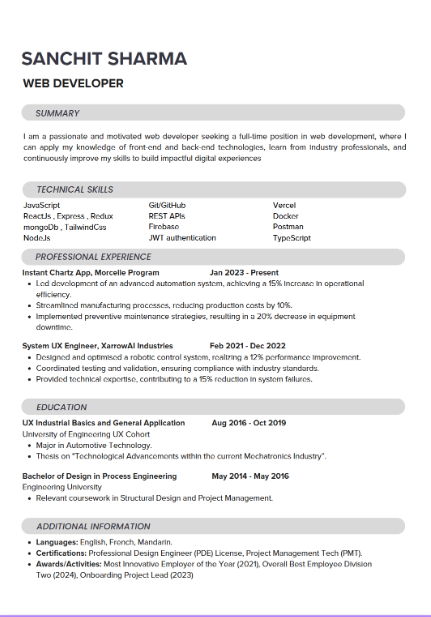 SANCHIT SHARMA
WEB DEVELOPER
SUMMARY
I am a passionate and motivated web developer seeking a full-time position in web development, where I
can apply my knowledge of front-end and back-end technologies, learn from industry professionals, and
continuously improve my skills to build impactful digital experiences
TECHNICAL SKILLS
JavaScript
ReactJs , Express , Redux
mongoDb , TailwindCss
NodeJs
Git/GitHub
REST APIs
Firebase
JWT authentication
Vercel
Docker
Postman
TypeScript
PROFESSIONAL EXPERIENCE
Instant Chartz App, Morcelle Program Jan 2023 - Present
• Led development of an advanced automation system, achieving a 15% increase in operational
efficiency.
• Streamlined manufacturing processes, reducing production costs by 10%.
• Implemented preventive maintenance strategies, resulting in a 20% decrease in equipment
downtime.
System UX Engineer, XarrowAI Industries Feb 2021 - Dec 2022
• Designed and optimised a robotic control system, realizing a 12% performance improvement.
• Coordinated testing and validation, ensuring compliance with industry standards.
• Provided technical expertise, contributing to a 15% reduction in system failures.
EDUCATION
UX Industrial Basics and General Application Aug 2016 - Oct 2019
University of Engineering UX Cohort
• Major in Automotive Technology.
• Thesis on "Technological Advancements within the current Mechatronics Industry".
Bachelor of Design in Process Engineering May 2014 - May 2016
Engineering University
• Relevant coursework in Structural Design and Project Management.
ADDITIONAL INFORMATION
• Languages: English, French, Mandarin.
• Certifications: Professional Design Engineer (PDE) License, Project Management Tech (PMT).
• Awards/Activities: Most Innovative Employer of the Year (2021), Overall Best Employee Division
Two (2024), Onboarding Project Lead (2023)